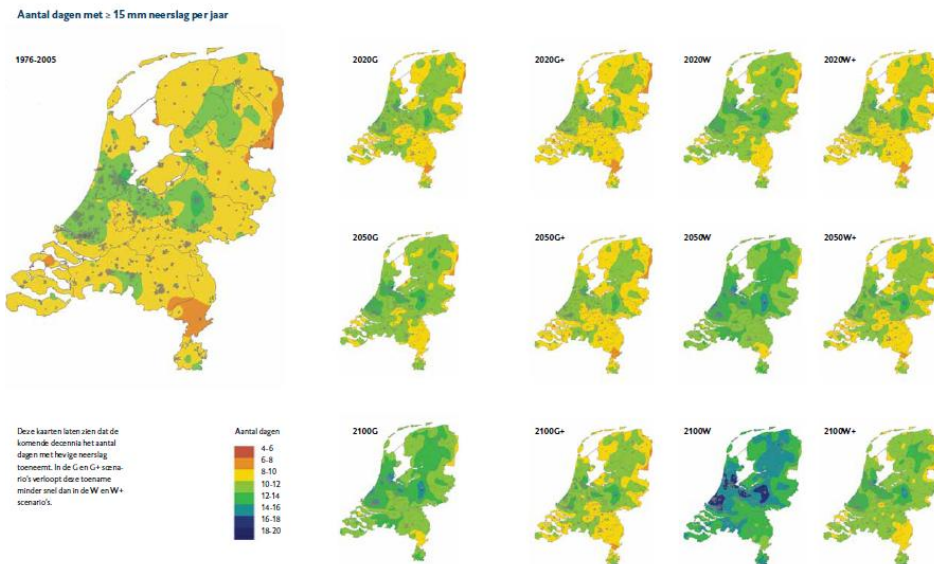 Aantal dagen met ≥ 15 mm neerslag per jaar
1976-2005
2020G
2020G+
2020W
2020W+
2050G
2050G+
2050W
2050W+
Deze kaarten laten zien dat de
komende decennia het aantal
dagen met hevige neerslag
toeneemt. In de G en G+ scena-
rio's verloopt deze toename
minder snel dan in de W en W+
scenario's.
Aantal dagen
4-6
6-8
8-10
10-12
12-14
14-16
16-18
18-20
2100G
2100G+
2100W
2100W+